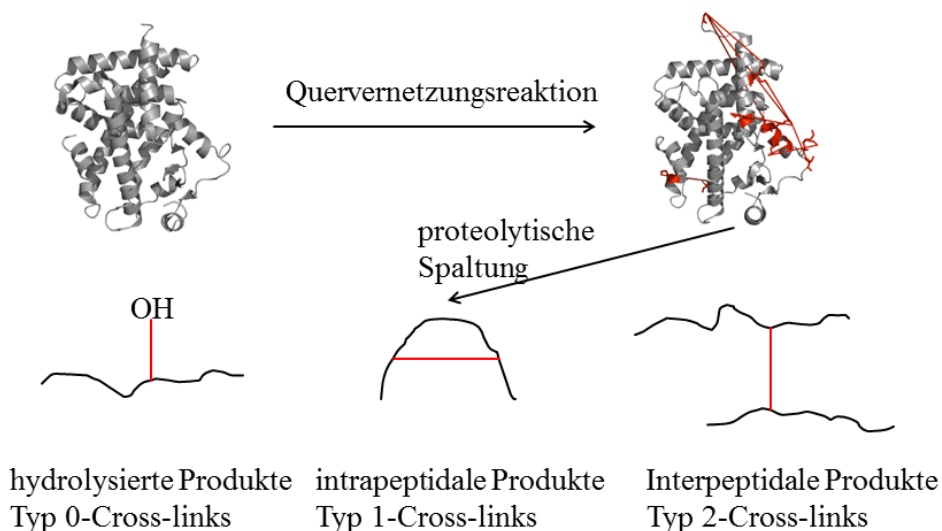 Quervernetzungsreaktion
proteolytische
Spaltung
OH
hydrolysierte Produkte
Typ 0-Cross-links
intrapeptidale Produkte
Typ 1-Cross-links
Interpeptidale Produkte
Typ 2-Cross-links